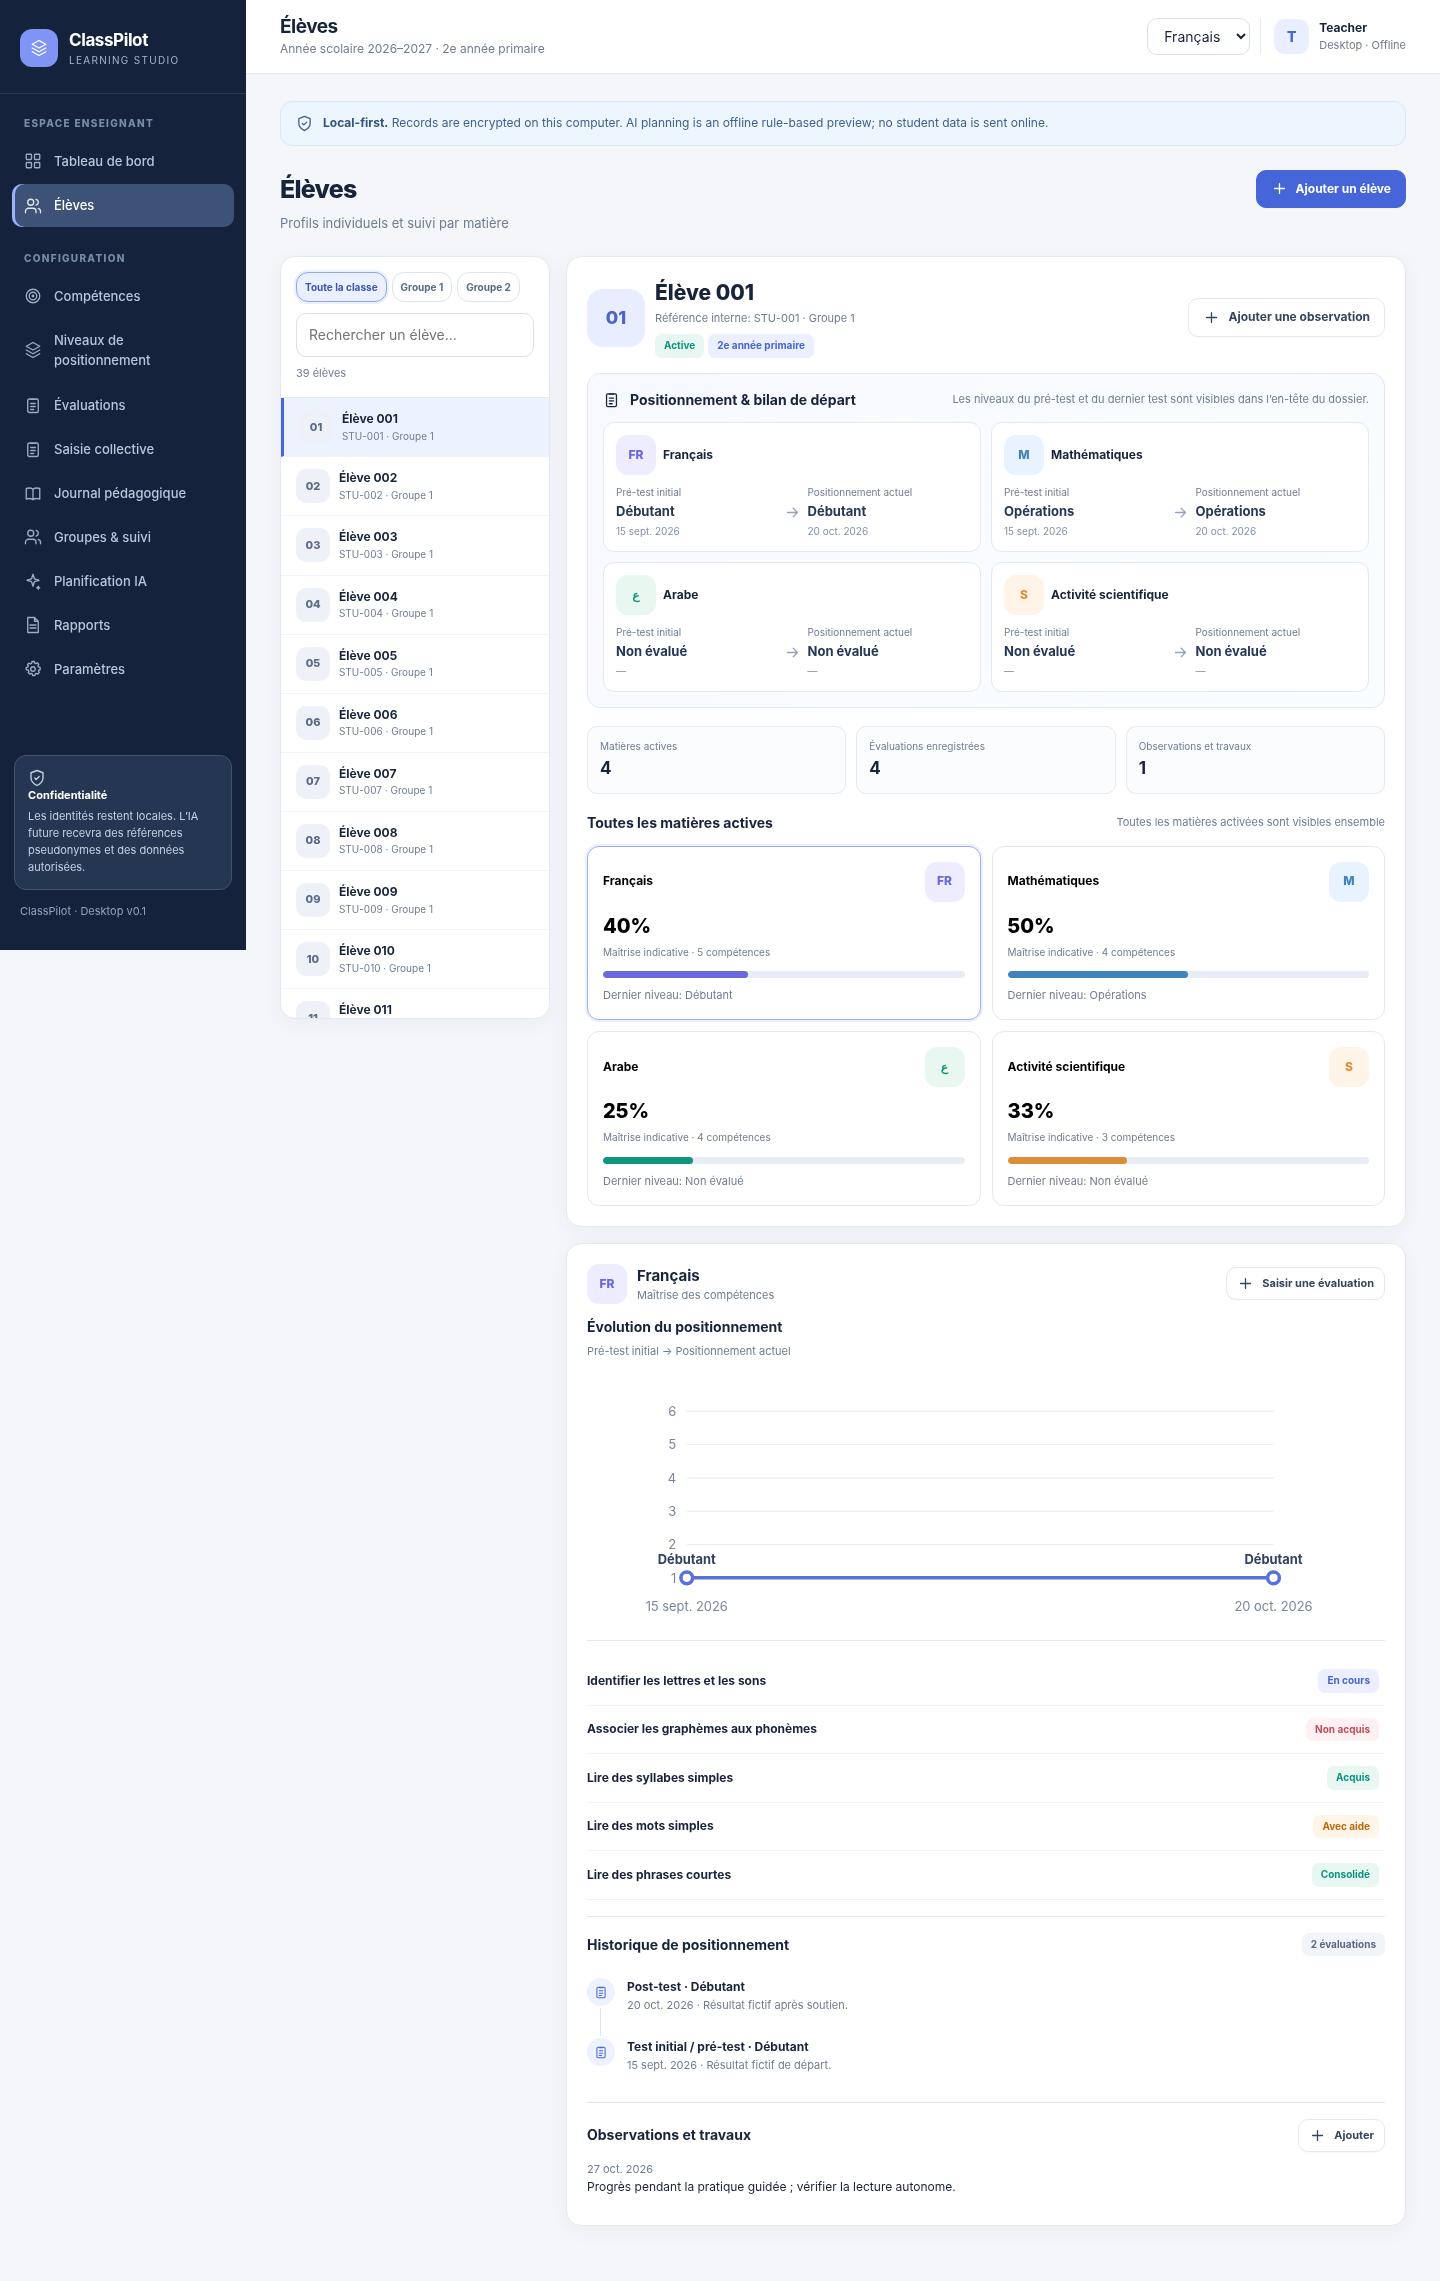 ClassPilot
LEARNING STUDIO
ESPACE ENSEIGNANT
Tableau de bord
Élèves
CONFIGURATION
Compétences
Niveaux de
positionnement
Évaluations
Saisie collective
Journal pédagogique
Groupes & suivi
Planification IA
Rapports
Paramètres
Confidentialité
Les identités restent locales. L'IA
future recevra des références
pseudonymes et des données
autorisées.
ClassPilot · Desktop v0.1
Élèves
Année scolaire 2026–2027 · 2e année primaire
Français
T
Teacher
Desktop · Offline
Local-first. Records are encrypted on this computer. AI planning is an offline rule-based preview; no student data is sent online.
Élèves
Profils individuels et suivi par matière
Ajouter un élève
Toute la classe
Groupe 1
Groupe 2
Rechercher un élève...
39 élèves
01
Élève 001
STU-001 · Groupe 1
02
Élève 002
STU-002 · Groupe 1
03
Élève 003
STU-003 · Groupe 1
04
Élève 004
STU-004 · Groupe 1
05
Élève 005
STU-005 · Groupe 1
06
Élève 006
STU-006 · Groupe 1
07
Élève 007
STU-007 · Groupe 1
08
Élève 008
STU-008 · Groupe 1
09
Élève 009
STU-009 · Groupe 1
10
Élève 010
STU-010 · Groupe 1
11
Élève 011
01
Élève 001
Référence interne: STU-001 · Groupe 1
Active
2e année primaire
Ajouter une observation
Positionnement & bilan de départ
Les niveaux du pré-test et du dernier test sont visibles dans l'en-tête du dossier.
FR
Français
Pré-test initial
Débutant
15 sept. 2026
→
Positionnement actuel
Débutant
20 oct. 2026
M
Mathématiques
Pré-test initial
Opérations
15 sept. 2026
→
Positionnement actuel
Opérations
20 oct. 2026
ع
Arabe
Pré-test initial
Non évalué
—
→
Positionnement actuel
Non évalué
—
S
Activité scientifique
Pré-test initial
Non évalué
—
→
Positionnement actuel
Non évalué
—
Matières actives
4
Évaluations enregistrées
4
Observations et travaux
1
Toutes les matières actives
Toutes les matières activées sont visibles ensemble
Français
FR
40%
Maîtrise indicative · 5 compétences
Dernier niveau: Débutant
Mathématiques
M
50%
Maîtrise indicative · 4 compétences
Dernier niveau: Opérations
Arabe
ع
25%
Maîtrise indicative · 4 compétences
Dernier niveau: Non évalué
Activité scientifique
S
33%
Maîtrise indicative · 3 compétences
Dernier niveau: Non évalué
FR
Français
Maîtrise des compétences
Saisir une évaluation
Évolution du positionnement
Pré-test initial → Positionnement actuel
6
5
4
3
2
1
Débutant
Débutant
15 sept. 2026
20 oct. 2026
Identifier les lettres et les sons
En cours
Associer les graphèmes aux phonèmes
Non acquis
Lire des syllabes simples
Acquis
Lire des mots simples
Avec aide
Lire des phrases courtes
Consolidé
Historique de positionnement
2 évaluations
Post-test · Débutant
20 oct. 2026 · Résultat fictif après soutien.
Test initial / pré-test · Débutant
15 sept. 2026 · Résultat fictif de départ.
Observations et travaux
Ajouter
27 oct. 2026
Progrès pendant la pratique guidée ; vérifier la lecture autonome.